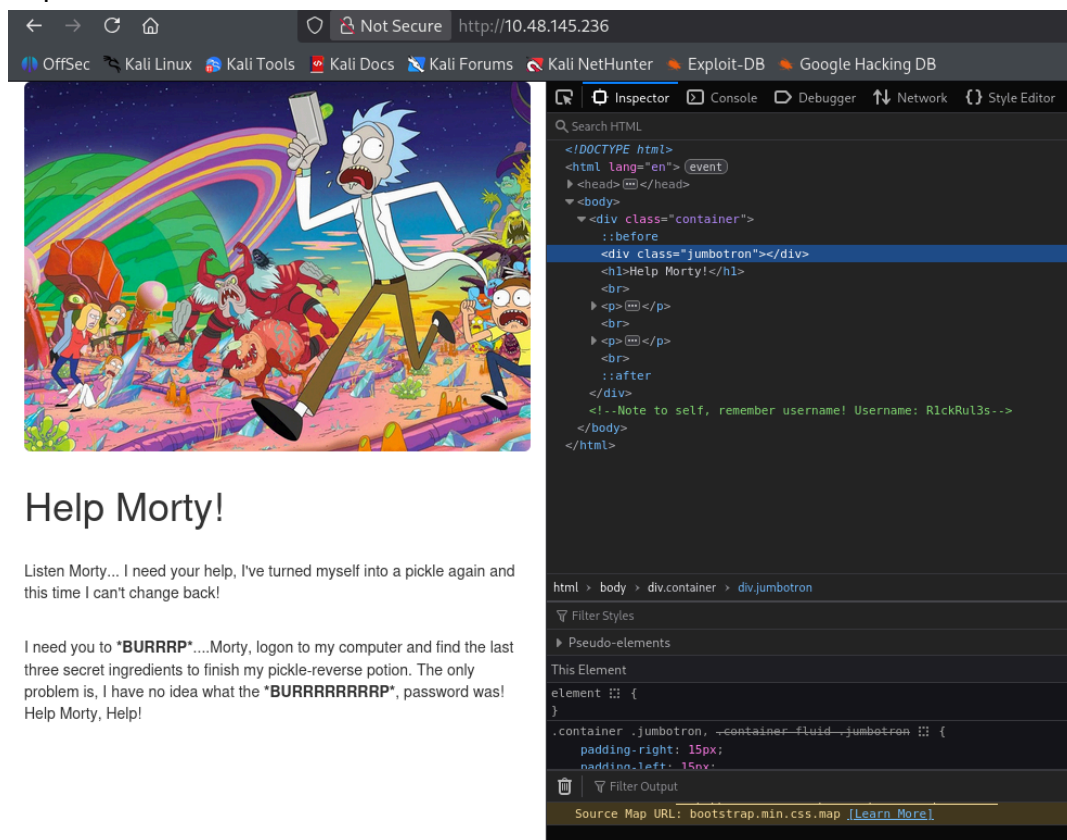 Not Secure http://10.48.145.236
OffSec Kali Linux Kali Tools Kali Docs Kali Forums Kali NetHunter Exploit-DB Google Hacking DB
Inspector Console Debugger Network {} Style Editor
Search HTML
<!DOCTYPE html>
<html lang="en"> event
<head> </head>
<body>
<div class="container">
::before
<div class="jumbotron"></div>
<h1>Help Morty!</h1>
<br>
<p> </p>
<br>
<p> </p>
<br>
::after
</div>
<!--Note to self, remember username! Username: R1ckRul3s-->
</body>
</html>
Help Morty!
Listen Morty... I need your help, I've turned myself into a pickle again and
this time I can't change back!
I need you to *BURRRP*....Morty, logon to my computer and find the last
three secret ingredients to finish my pickle-reverse potion. The only
problem is, I have no idea what the *BURRRRRRRRP*, password was!
Help Morty, Help!
html > body > div.container > div.jumbotron
Filter Styles
Pseudo-elements
This Element
element {
}
.container .jumbotron, .container-fluid .jumbotron {
padding-right: 15px;
padding-left: 15px;
Filter Output
Source Map URL: bootstrap.min.css.map [Learn More]